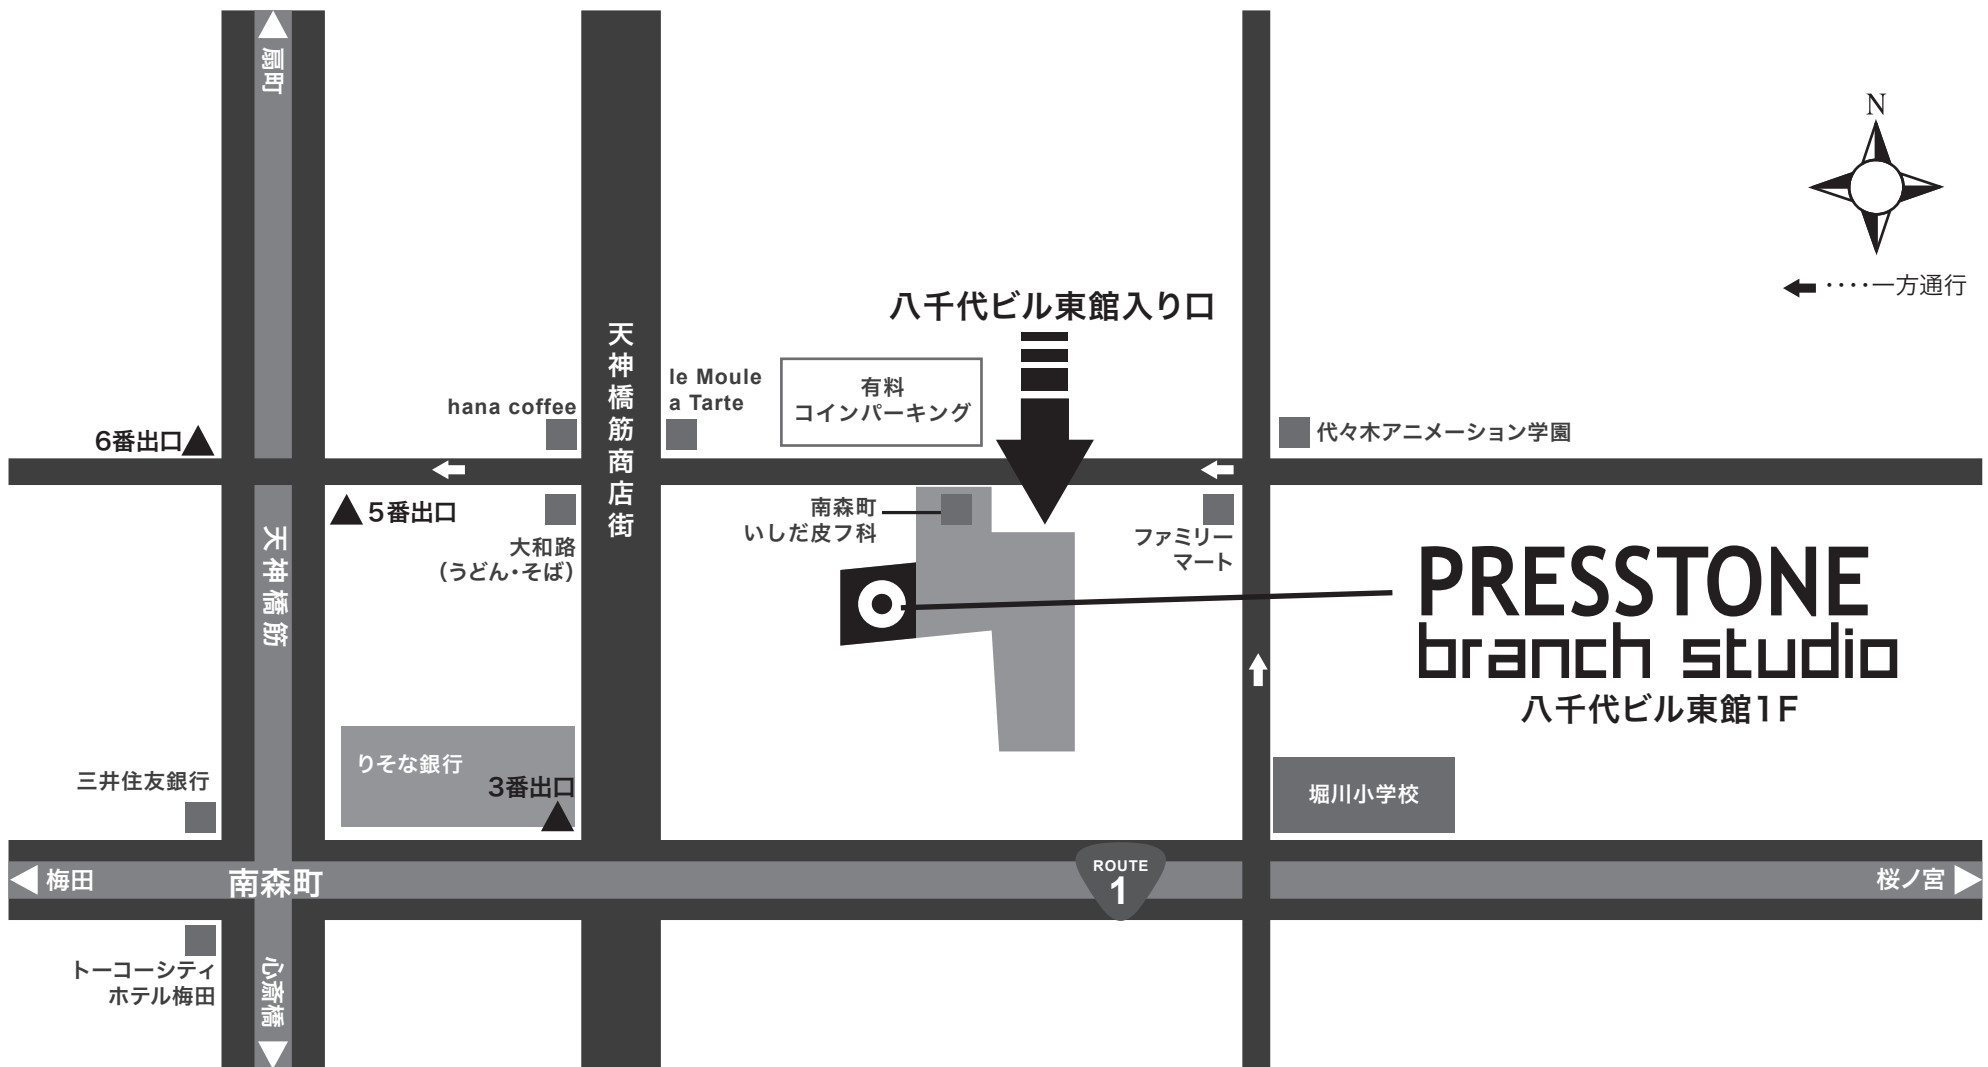 扇町
N
····一方通行
八千代ビル東館入り口
天神橋筋商店街
le Moule
a Tarte
hana coffee
有料
コインパーキング
6番出口
代々木アニメーション学園
5番出口
天神橋筋
大和路
（うどん・そば）
南森町
いしだ皮フ科
ファミリー
マート
PRESSTONE
branch studio
八千代ビル東館1F
りそな銀行
3番出口
三井住友銀行
堀川小学校
梅田
南森町
ROUTE
1
桜ノ宮
トーコーシティ
ホテル梅田
心斎橋